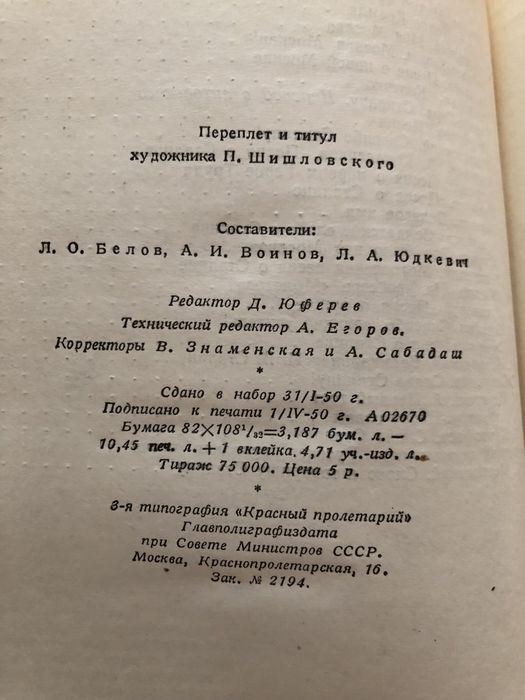 Переплет и титул
художника П. Шишловского
Составители:
Л. О. Белов, А. И. Воинов, Л. А. Юдкевич
Редактор Д. Юферев
Технический редактор А. Егоров.
Корректоры В. Знаменская и А. Сабадаш
*
Сдано в набор 31/I-50 г.
Подписано к печати 1/IV-50 г. А 02670
Бумага 82×108¹/₃₂=3,187 бум. л. —
10,45 печ. л. + 1 вклейка. 4,71 уч.-изд. л.
Тираж 75 000. Цена 5 р.
*
3-я типография «Красный пролетарий»
Главполиграфиздата
при Совете Министров СССР.
Москва, Краснопролетарская, 16.
Зак. № 2194.